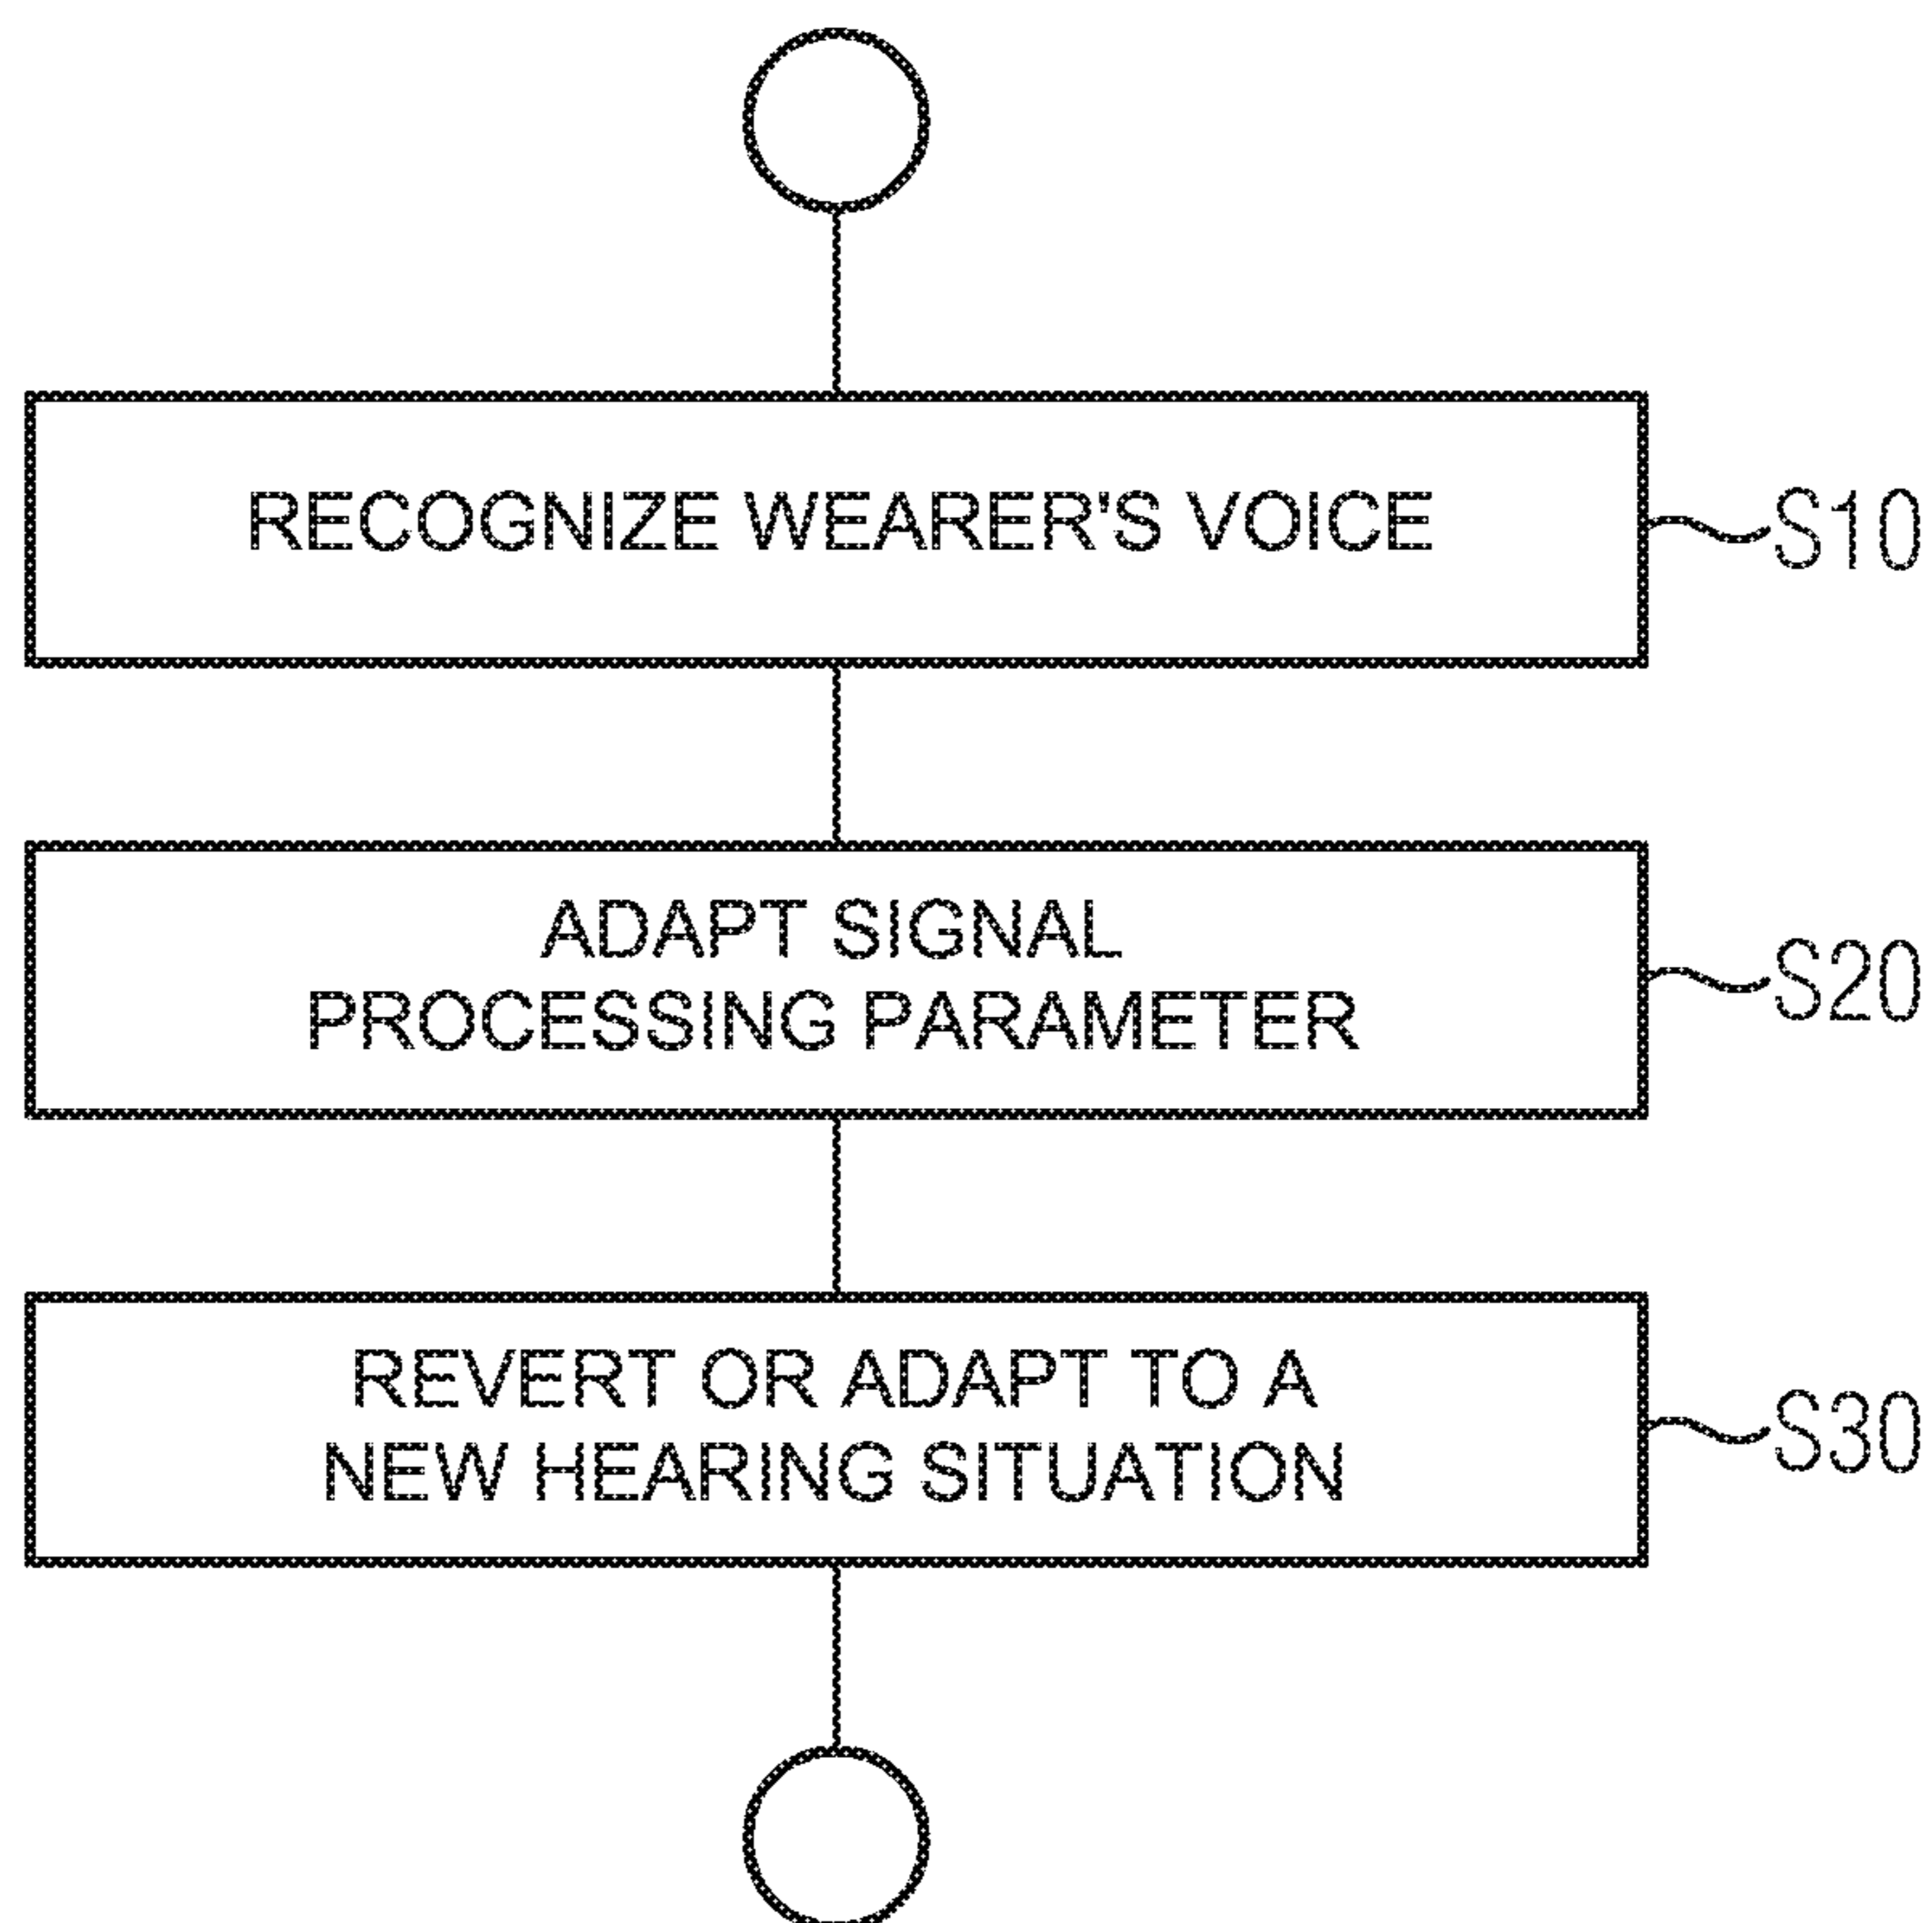 RECOGNIZE WEARER'S VOICE
S10
ADAPT SIGNAL
PROCESSING PARAMETER
S20
REVERT OR ADAPT TO A
NEW HEARING SITUATION
S30